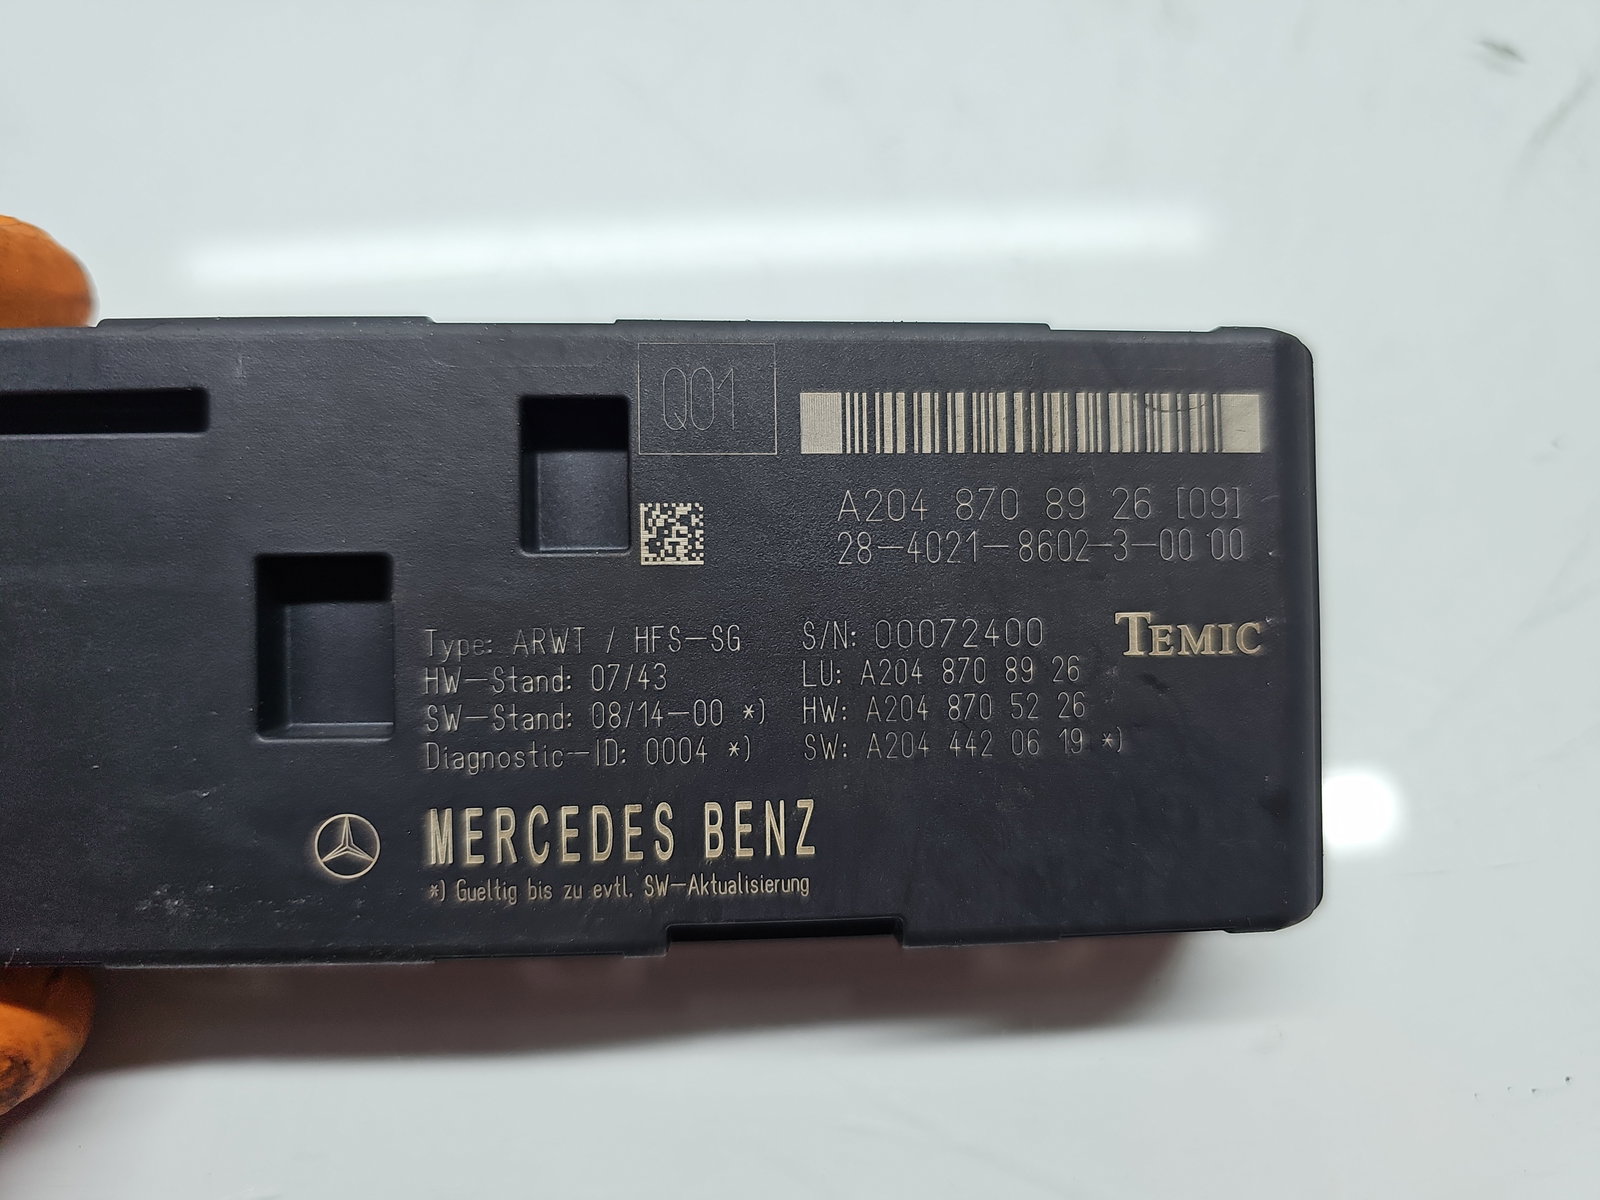 Q01
A204 870 89 26 [09]
28-4021-8602-3-00 00
TEMIC
Type: ARWT / HFS-SG
HW-Stand: 07/43
SW-Stand: 08/14-00 *)
Diagnostic-ID: 0004 *)
S/N: 00072400
LU: A204 870 89 26
HW: A204 870 52 26
SW: A204 442 06 19 *)
MERCEDES BENZ
*) Gueltig bis zu evtl. SW-Aktualisierung